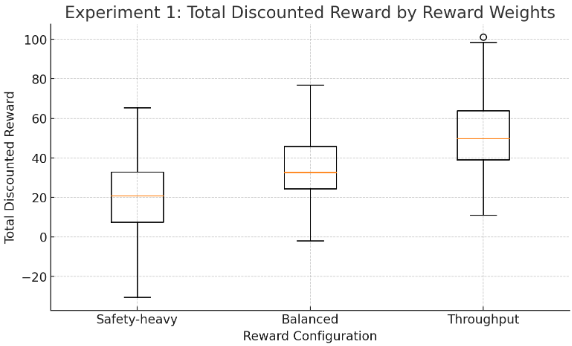 Experiment 1: Total Discounted Reward by Reward Weights
Total Discounted Reward
100
80
60
40
20
0
−20
Safety-heavy
Balanced
Throughput
Reward Configuration